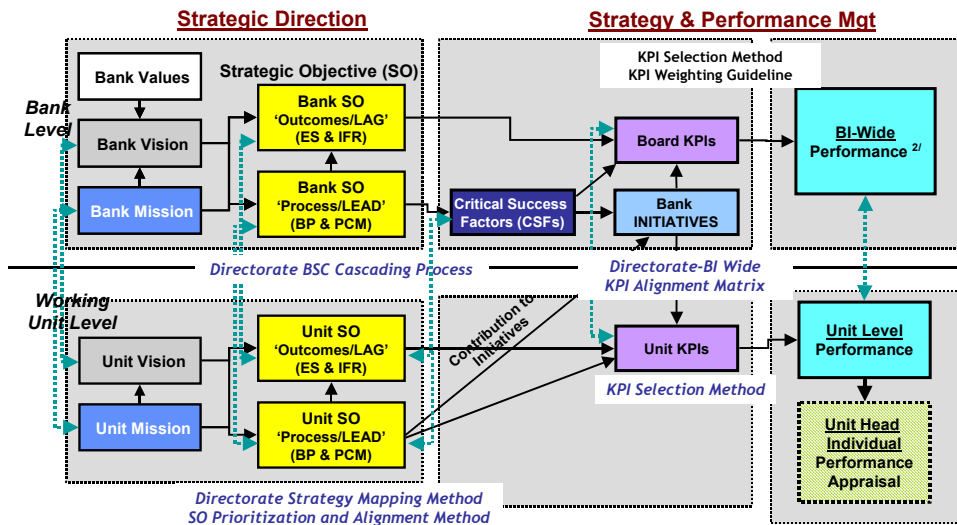 Strategic Direction
Strategy & Performance Mgt
Bank
Level
Bank Values
Bank Vision
Bank Mission
Strategic Objective (SO)
Bank SO
'Outcomes/LAG'
(ES & IFR)
Bank SO
'Process/LEAD'
(BP & PCM)
KPI Selection Method
KPI Weighting Guideline
Critical Success
Factors (CSFs)
Board KPIs
Bank
INITIATIVES
BI-Wide
Performance 2/
Directorate BSC Cascading Process
Directorate-BI Wide
KPI Alignment Matrix
Working
Unit Level
Unit Vision
Unit Mission
Unit SO
'Outcomes/LAG'
(ES & IFR)
Unit SO
'Process/LEAD'
(BP & PCM)
Contribution to
Initiatives
Unit KPIs
KPI Selection Method
Unit Level
Performance
Unit Head
Individual
Performance
Appraisal
Directorate Strategy Mapping Method
SO Prioritization and Alignment Method